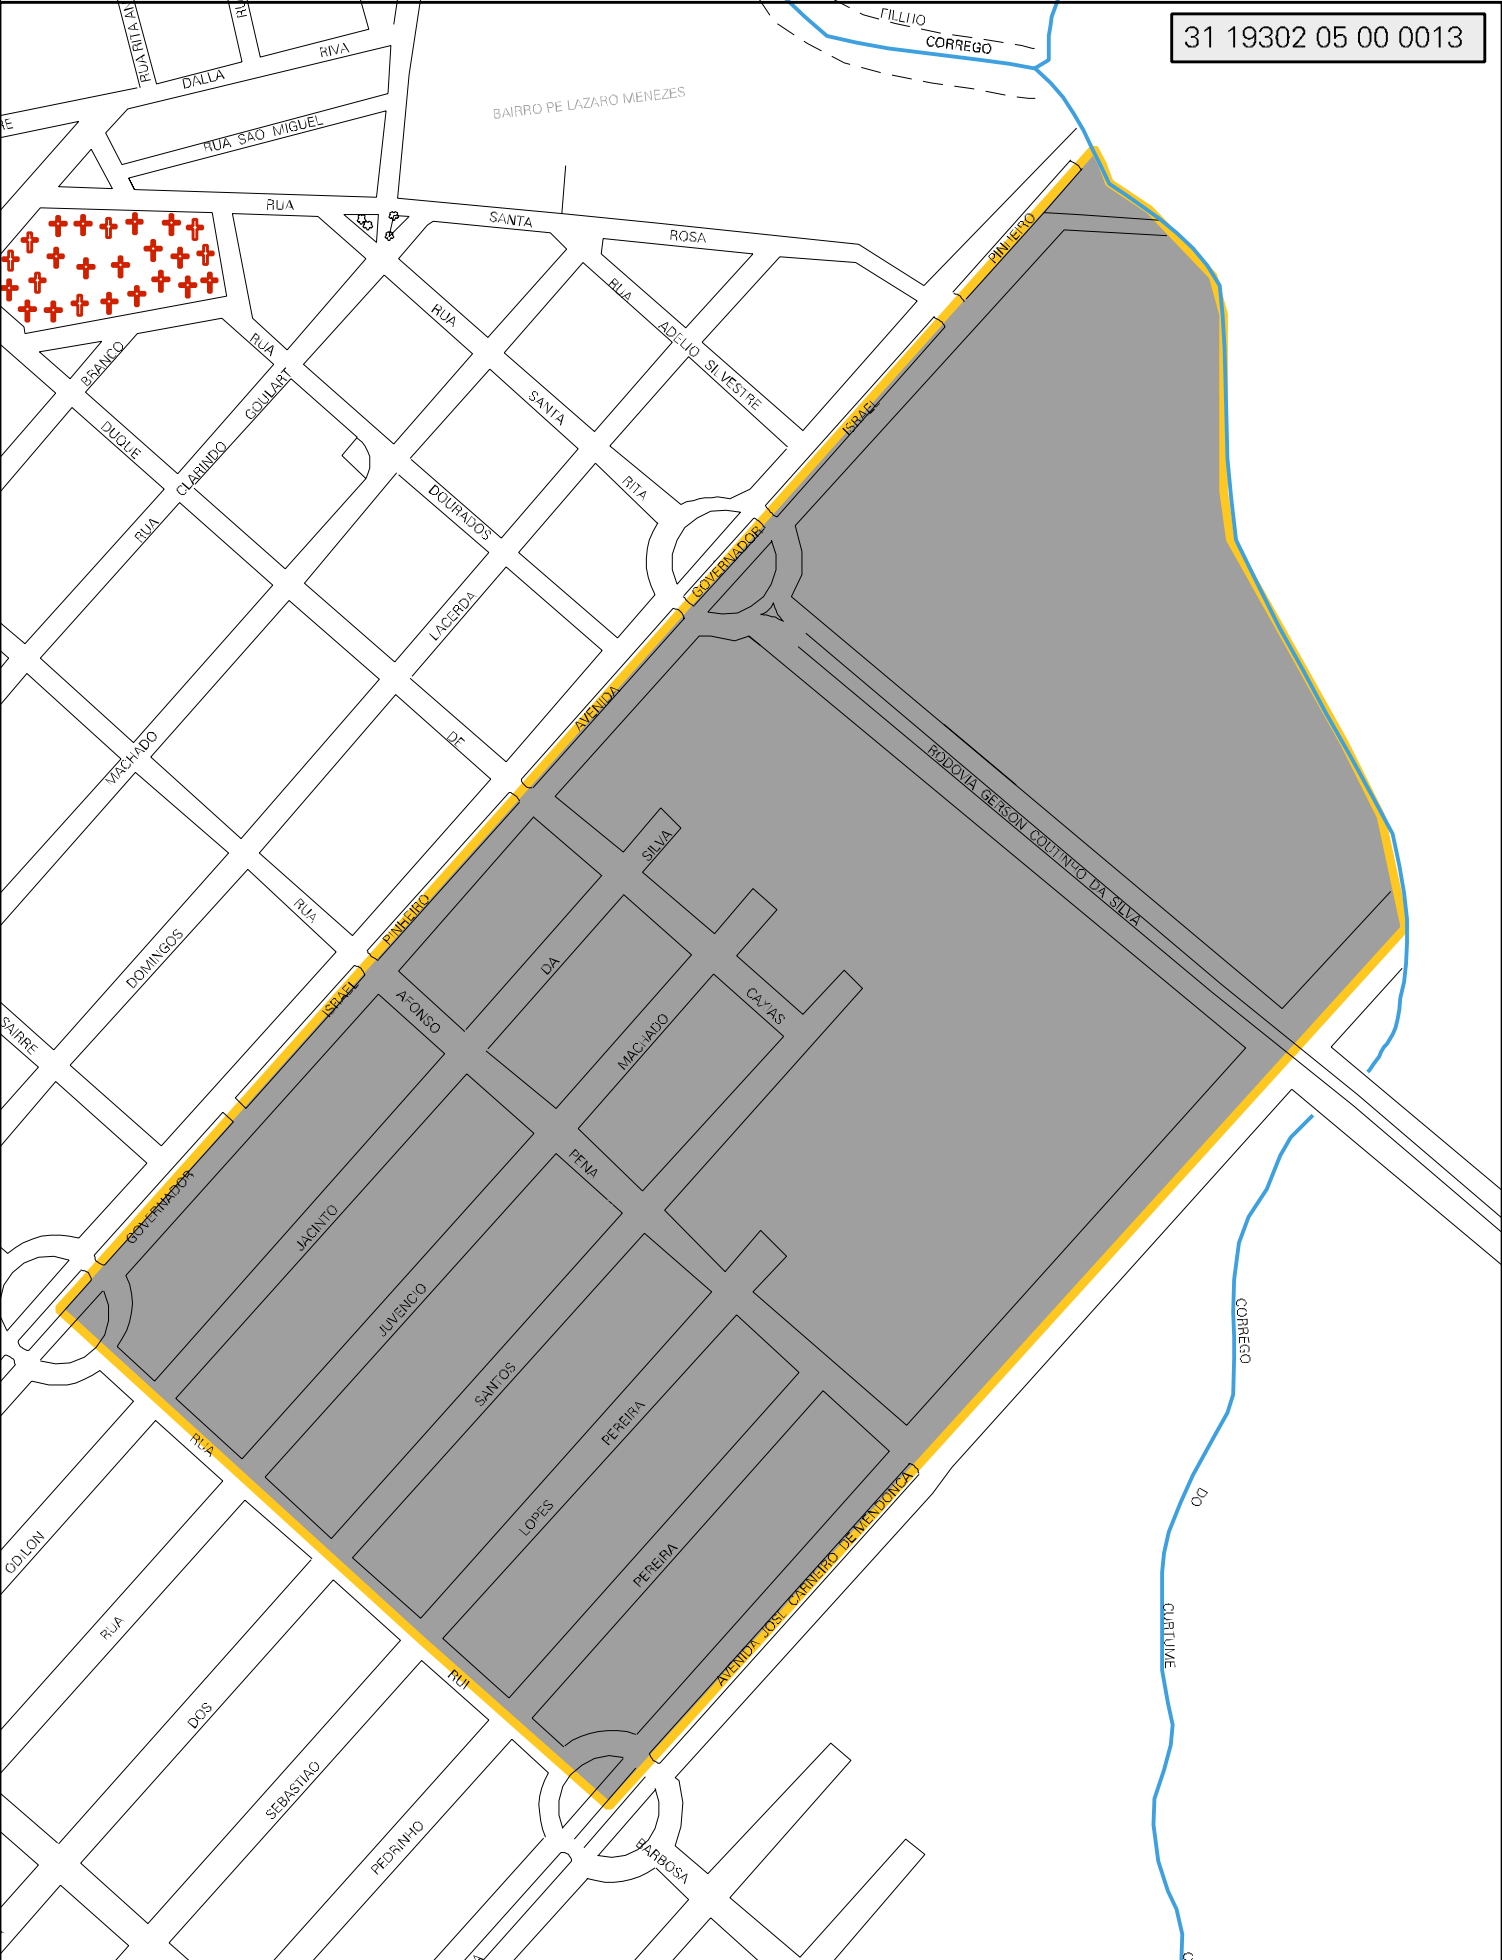 31 19302 05 00 0013
CORREGO
RUA RITA
RIVA
DALLA
BAIRRO PE LAZARO MENEZES
RUA SAO MIGUEL
RUA
SANTA
ROSA
PINHEIRO
RUA
RUA
ADELIO SILVESTRE
RUA
BRANCO
GOULART
SANTA
ISRAEL
DUQUE
CLARINDO
RITA
DOURADOS
RUA
GOVERNADOR
LACERDA
AVENIDA
DE
MACHADO
RODOVIA GERSON COUTINHO DA SILVA
SILVA
RUA
PINHEIRO
DOMINGOS
DA
ISRAEL
AFONSO
CAXIAS
SAIRRE
MACHADO
PENA
GOVERNADOR
JACINTO
JUVENCIO
CORREGO
SANTOS
PEREIRA
RUA
DO
LOPES
ODILON
PEREIRA
AVENIDA JOSE CARNEIRO DE MENDONCA
RUA
CURTUME
RUI
DOS
SEBASTIAO
PEDRINHO
BARBOSA